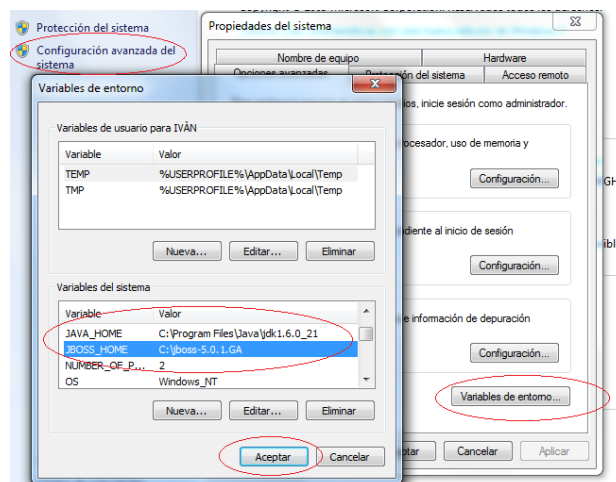 Protección del sistema
Configuración avanzada del
sistema
Propiedades del sistema
Nombre de equipo
Hardware
Opciones avanzadas
Protección del sistema
Acceso remoto
ios, inicie sesión como administrador.
ocesador, uso de memoria y
Configuración...
diente al inicio de sesión
Configuración...
e información de depuración
Configuración...
Variables de entorno...
ptar
Cancelar
Aplicar
Variables de entorno
Variables de usuario para IVÁN
Variable Valor
TEMP %USERPROFILE%\AppData\Local\Temp
TMP %USERPROFILE%\AppData\Local\Temp
Nueva... Editar... Eliminar
Variables del sistema
Variable Valor
JAVA_HOME C:\Program Files\Java\jdk1.6.0_21
JBOSS_HOME C:\jboss-5.0.1.GA
NUMBER_OF_P... 2
OS Windows_NT
Nueva... Editar... Eliminar
Aceptar Cancelar